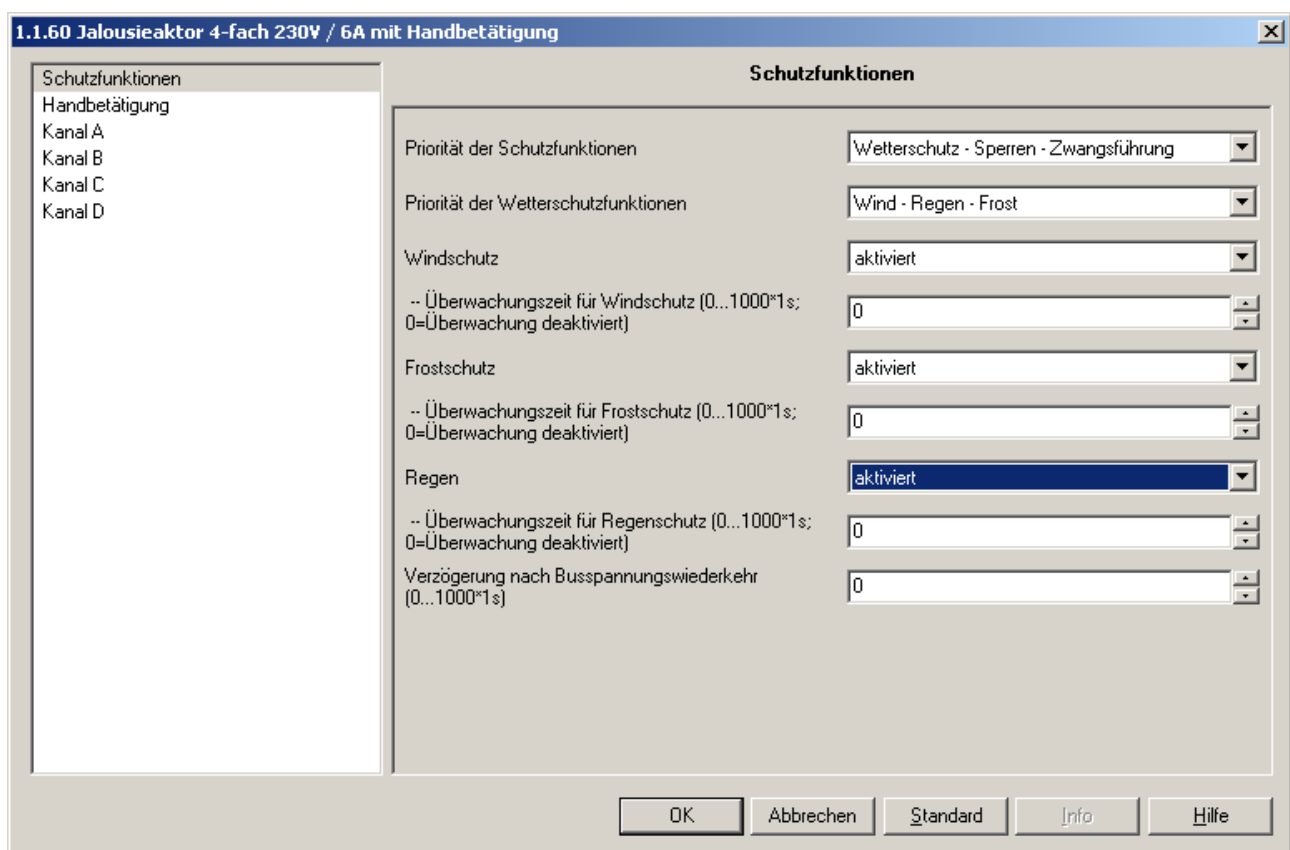 1.1.60 Jalousieaktor 4-fach 230V / 6A mit Handbetätigung
Schutzfunktionen
Handbetätigung
Kanal A
Kanal B
Kanal C
Kanal D
Schutzfunktionen
Priorität der Schutzfunktionen
Wetterschutz - Sperren - Zwangsführung
Priorität der Wetterschutzfunktionen
Wind - Regen - Frost
Windschutz
aktiviert
-- Überwachungszeit für Windschutz (0...1000*1s;
0=Überwachung deaktiviert)
0
Frostschutz
aktiviert
-- Überwachungszeit für Frostschutz (0...1000*1s;
0=Überwachung deaktiviert)
0
Regen
aktiviert
-- Überwachungszeit für Regenschutz (0...1000*1s;
0=Überwachung deaktiviert)
0
Verzögerung nach Busspannungswiederkehr
(0...1000*1s)
0
OK
Abbrechen
Standard
Info
Hilfe